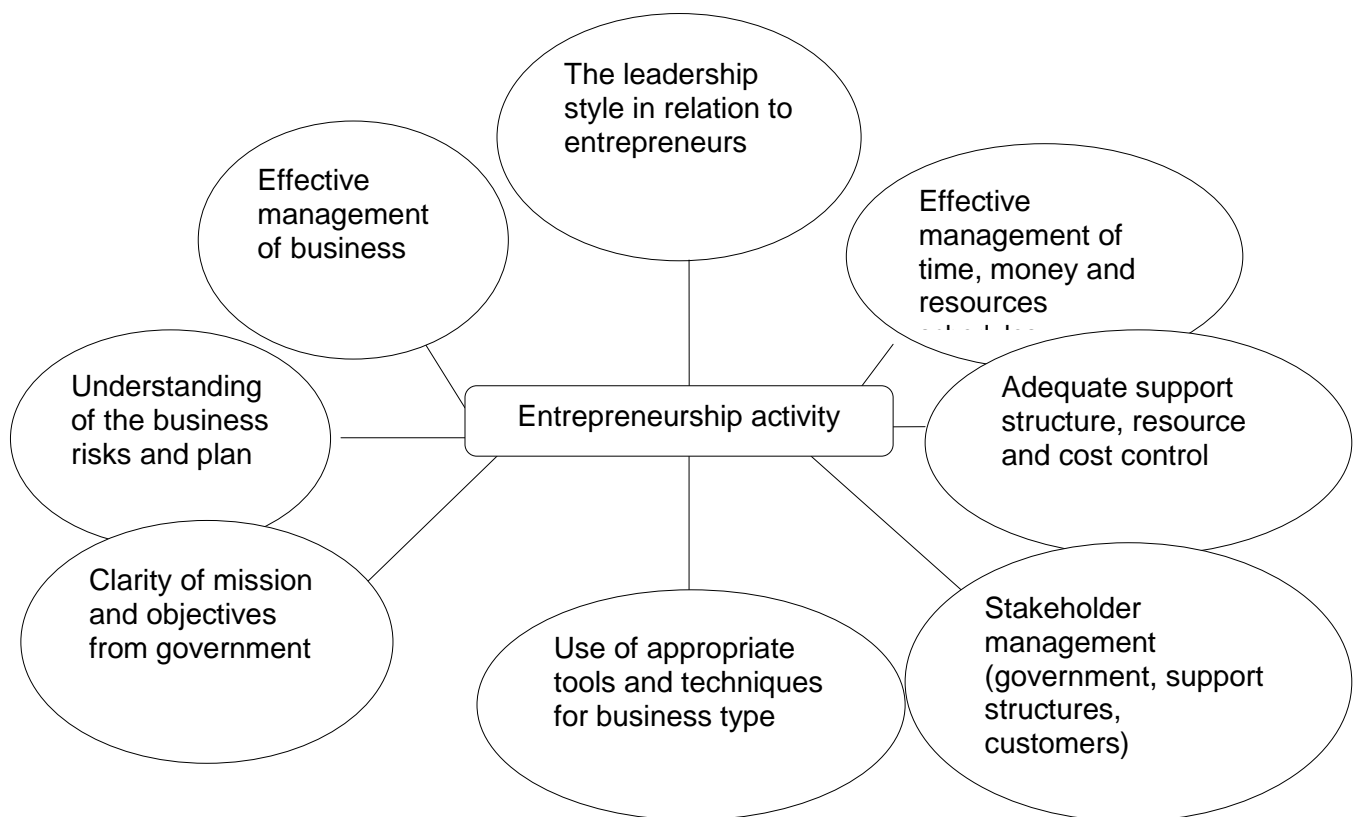 The leadership
style in relation to
entrepreneurs
Effective
management
of business
Effective
management of
time, money and
resources
Understanding
of the business
risks and plan
Entrepreneurship activity
Adequate support
structure, resource
and cost control
Clarity of mission
and objectives
from government
Use of appropriate
tools and techniques
for business type
Stakeholder
management
(government, support
structures,
customers)